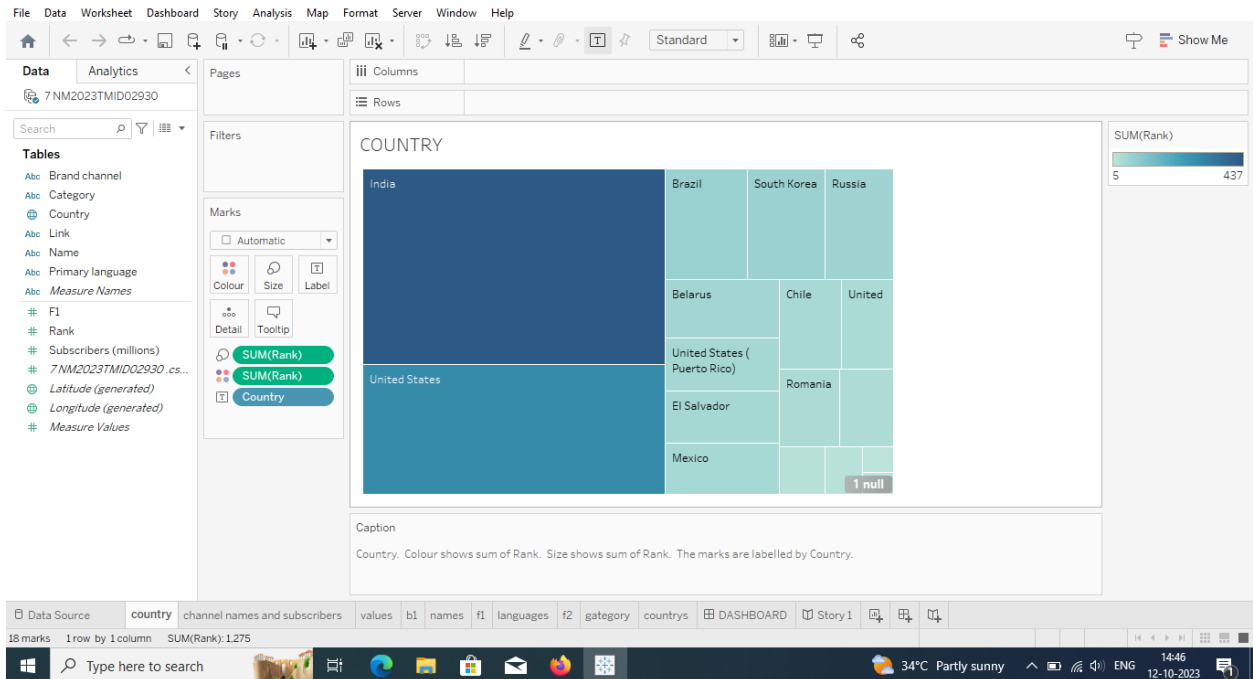 File Data Worksheet Dashboard Story Analysis Map Format Server Window Help
Standard
Show Me
Data Analytics
7 NM2023TMID02930
Search
Tables
Abc Brand channel
Abc Category
Country
Abc Link
Abc Name
Abc Primary language
Abc Measure Names
# F1
# Rank
# Subscribers (millions)
# 7 NM2023TMID02930 .cs...
Latitude (generated)
Longitude (generated)
# Measure Values
Pages
Filters
Marks
Automatic
Colour Size Label
Detail Tooltip
SUM(Rank)
SUM(Rank)
Country
Columns
Rows
COUNTRY
India
United States
Brazil
South Korea
Russia
Belarus
Chile
United
United States (
Puerto Rico)
Romania
El Salvador
Mexico
1 null
SUM(Rank)
5 437
Caption
Country. Colour shows sum of Rank. Size shows sum of Rank. The marks are labelled by Country.
Data Source country channel names and subscribers values b1 names f1 languages f2 gategory countrys DASHBOARD Story 1
18 marks 1 row by 1 column SUM(Rank): 1,275
Type here to search
34°C Partly sunny
ENG
14:46
12-10-2023
1